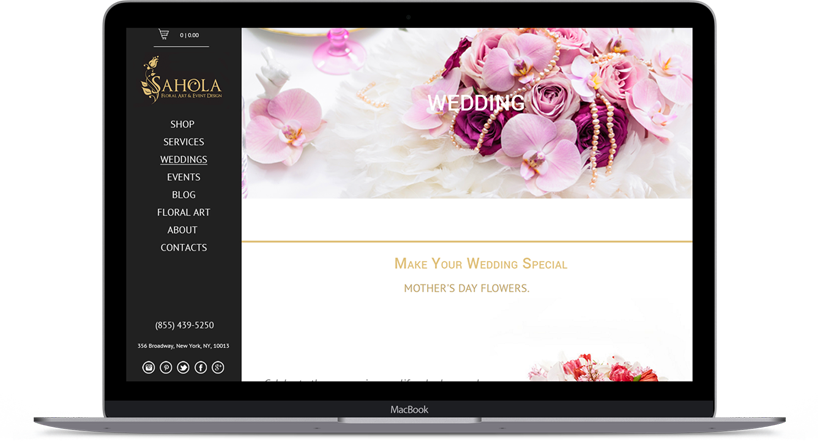 0 | 0.00
SAHOLA
FLORAL ART & EVENT DESIGN
SHOP
SERVICES
WEDDINGS
EVENTS
BLOG
FLORAL ART
ABOUT
CONTACTS
(855) 439-5250
356 Broadway, New York, NY, 10013
WEDDING
MAKE YOUR WEDDING SPECIAL
MOTHER'S DAY FLOWERS.
MacBook